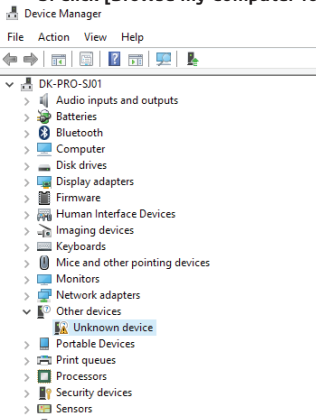 Device Manager
File Action View Help
DK-PRO-SJ01
Audio inputs and outputs
Batteries
Bluetooth
Computer
Disk drives
Display adapters
Firmware
Human Interface Devices
Imaging devices
Keyboards
Mice and other pointing devices
Monitors
Network adapters
Other devices
Unknown device
Portable Devices
Print queues
Processors
Security devices
Sensors